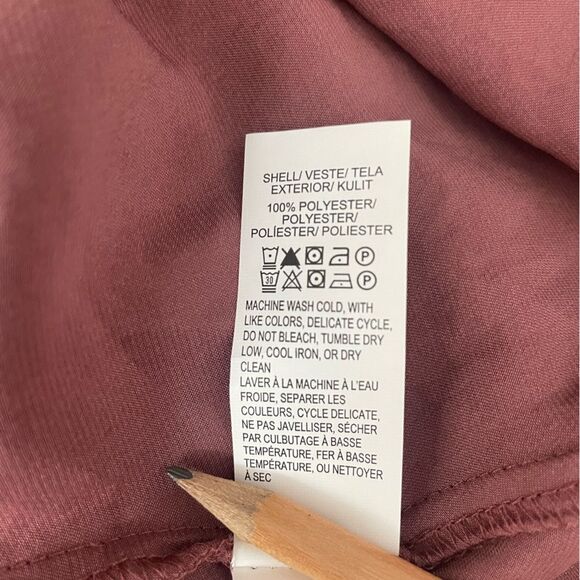 SHELL/ VESTE/ TELA
EXTERIOR/ KULIT
100% POLYESTER/
POLYESTER/
POLÍESTER/ POLIESTER
P
30 P
MACHINE WASH COLD, WITH
LIKE COLORS, DELICATE CYCLE,
DO NOT BLEACH, TUMBLE DRY
LOW, COOL IRON, OR DRY
CLEAN
LAVER À LA MACHINE À L'EAU
FROIDE, SEPARER LES
COULEURS, CYCLE DELICATE,
NE PAS JAVELLISER, SÉCHER
PAR CULBUTAGE À BASSE
TEMPÉRATURE, FER À BASSE
TEMPÉRATURE, OU NETTOYER
À SEC